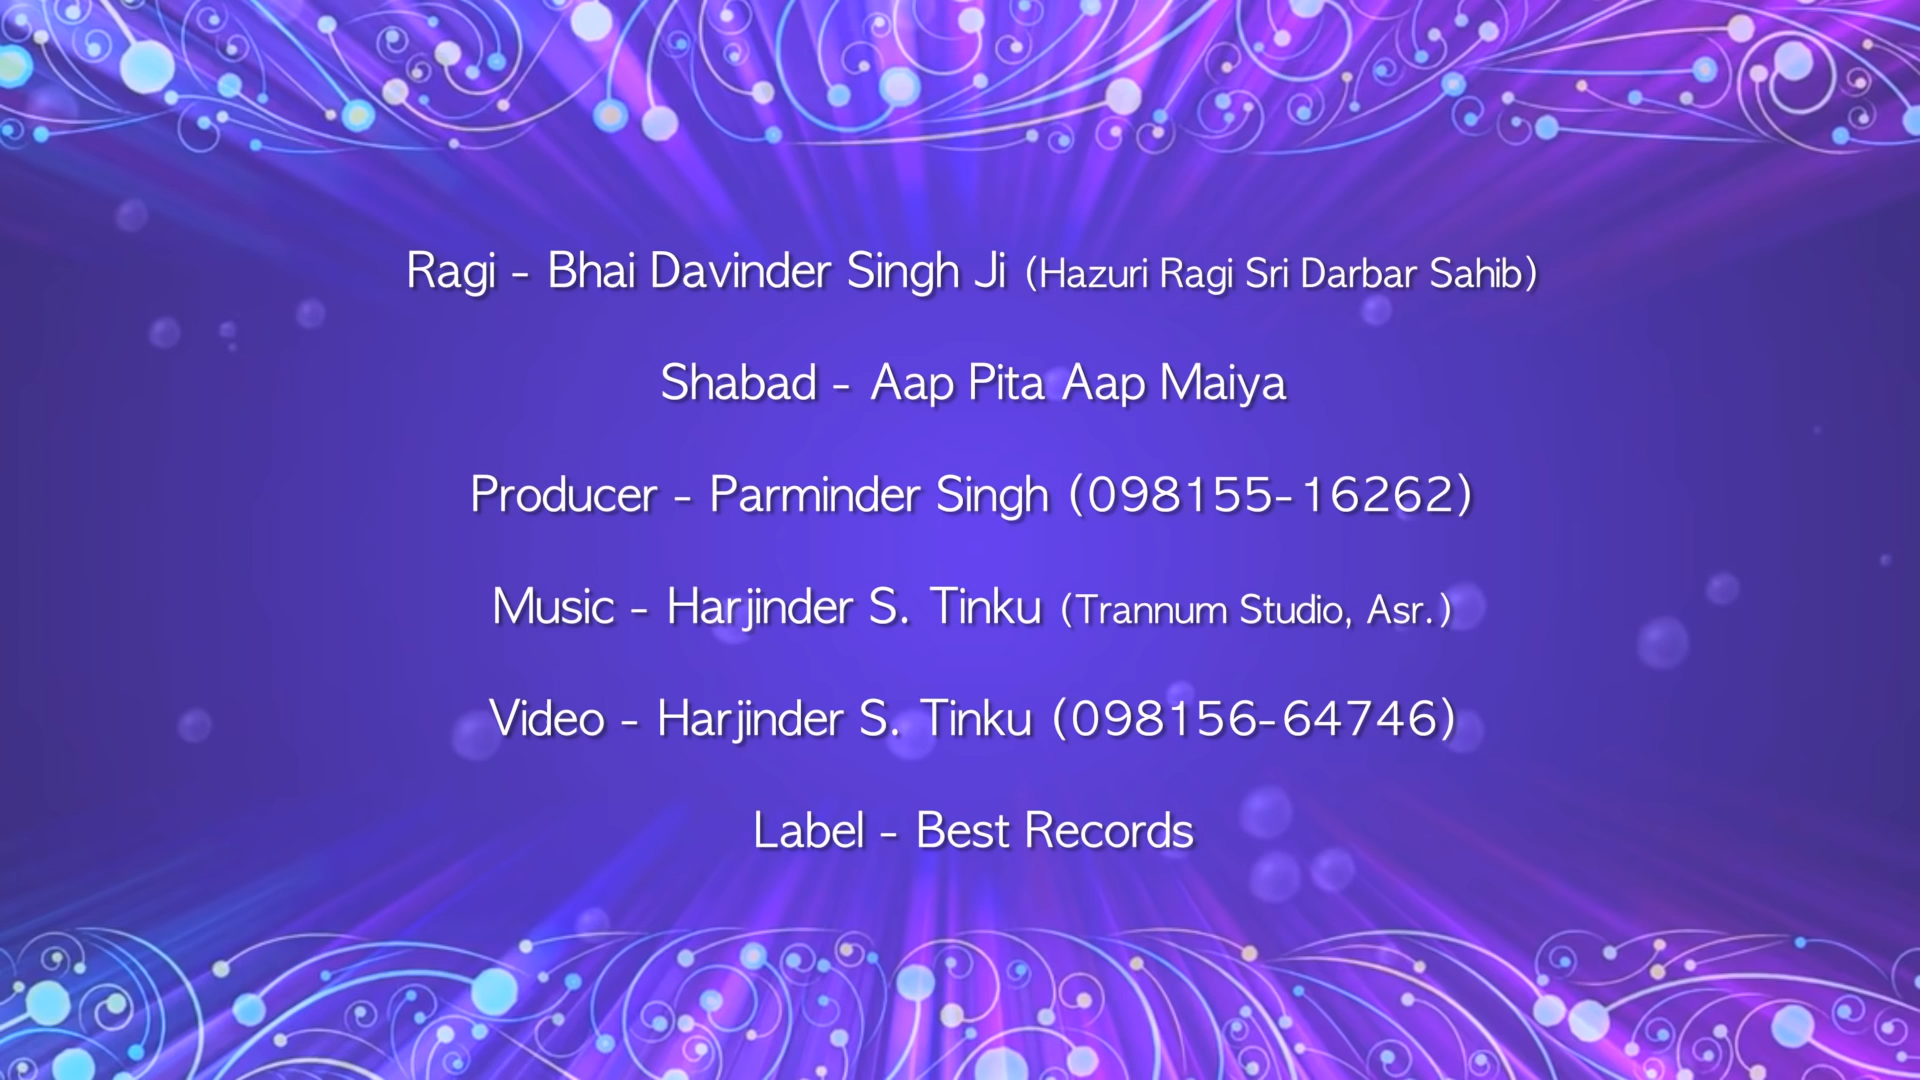 Ragi - Bhai Davinder Singh Ji (Hazuri Ragi Sri Darbar Sahib)
Shabad - Aap Pita Aap Maiya
Producer - Parminder Singh (098155-16262)
Music - Harjinder S. Tinku (Trannum Studio, Asr.)
Video - Harjinder S. Tinku (098156-64746)
Label - Best Records